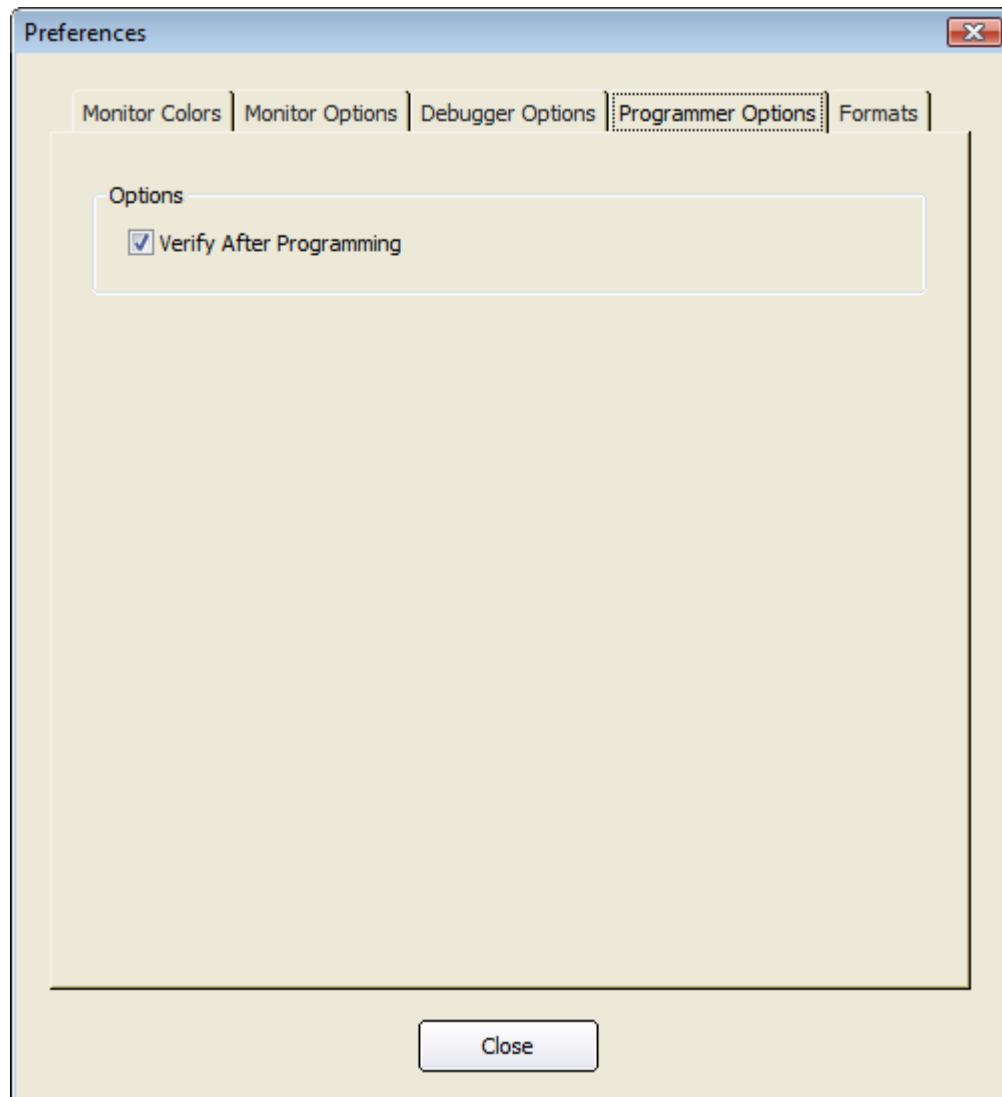 Preferences
Monitor Colors Monitor Options Debugger Options Programmer Options Formats
Options
Verify After Programming
Close